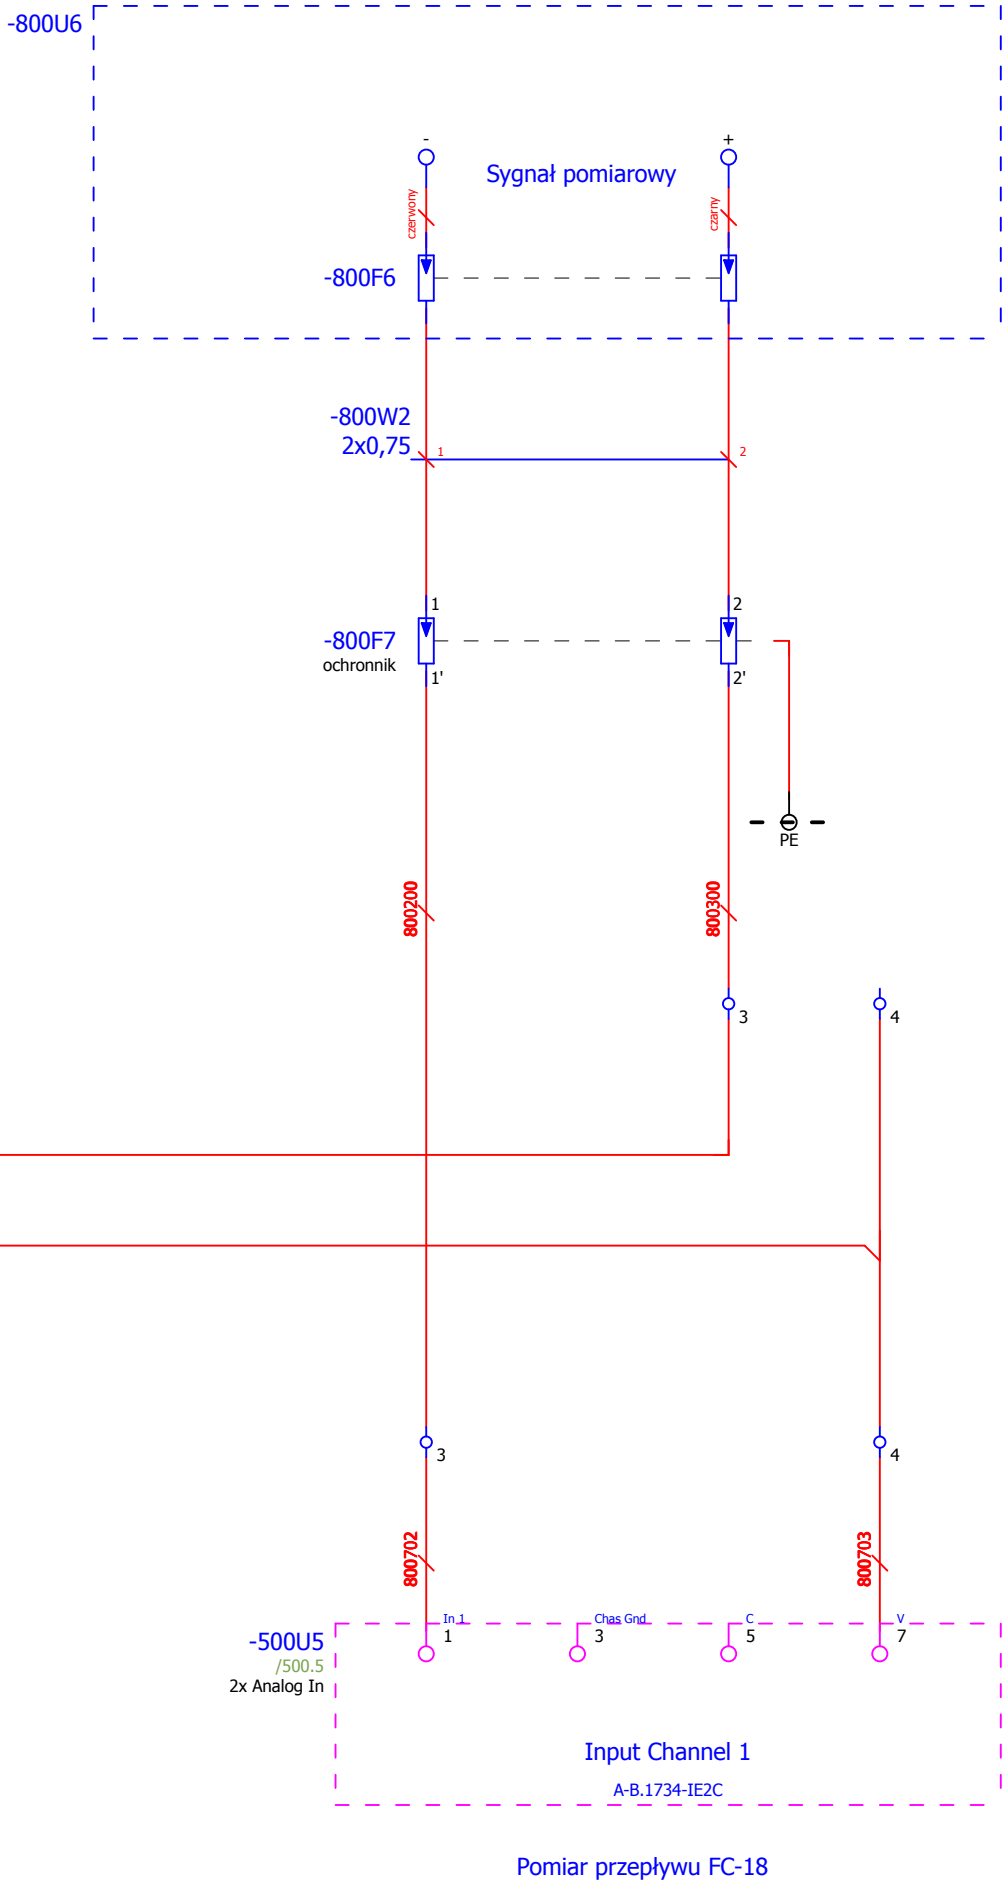 -800U6
-
+
Sygnał pomiarowy
czerwony
czarny
-800F6
-800W2
2x0,75
1
2
1
2
-800F7
ochronnik
1'
2'
PE
800200
800300
3
4
3
4
800702
800703
In 1
Chas Gnd
C
V
1
3
5
7
-500U5
/500.5
2x Analog In
Input Channel 1
A-B.1734-IE2C
Pomiar przepływu FC-18